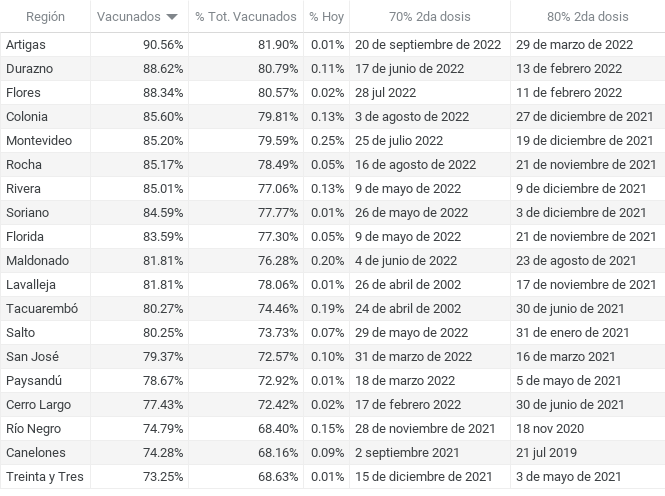 Región Vacunados % Tot. Vacunados % Hoy 70% 2da dosis 80% 2da dosis
Artigas 90.56% 81.90% 0.01% 20 de septiembre de 2022 29 de marzo de 2022
Durazno 88.62% 80.79% 0.11% 17 de junio de 2022 13 de febrero 2022
Flores 88.34% 80.57% 0.02% 28 jul 2022 11 de febrero 2022
Colonia 85.60% 79.81% 0.13% 3 de agosto de 2022 27 de diciembre de 2021
Montevideo 85.20% 79.59% 0.25% 25 de julio 2022 19 de diciembre de 2021
Rocha 85.17% 78.49% 0.05% 16 de agosto de 2022 21 de noviembre de 2021
Rivera 85.01% 77.06% 0.13% 9 de mayo de 2022 9 de diciembre de 2021
Soriano 84.59% 77.77% 0.01% 26 de mayo de 2022 3 de diciembre de 2021
Florida 83.59% 77.30% 0.05% 9 de mayo de 2022 21 de noviembre de 2021
Maldonado 81.81% 76.28% 0.20% 4 de junio de 2022 23 de agosto de 2021
Lavalleja 81.81% 78.06% 0.01% 26 de abril de 2002 17 de noviembre de 2021
Tacuarembó 80.27% 74.46% 0.19% 24 de abril de 2002 30 de junio de 2021
Salto 80.25% 73.73% 0.07% 29 de mayo de 2022 31 de enero de 2021
San José 79.37% 72.57% 0.10% 31 de marzo de 2022 16 de marzo 2021
Paysandú 78.67% 72.92% 0.01% 18 de marzo 2022 5 de mayo de 2021
Cerro Largo 77.43% 72.42% 0.02% 17 de febrero 2022 30 de junio de 2021
Río Negro 74.79% 68.40% 0.15% 28 de noviembre de 2021 18 nov 2020
Canelones 74.28% 68.16% 0.09% 2 septiembre 2021 21 jul 2019
Treinta y Tres 73.25% 68.63% 0.01% 15 de diciembre de 2021 3 de mayo de 2021